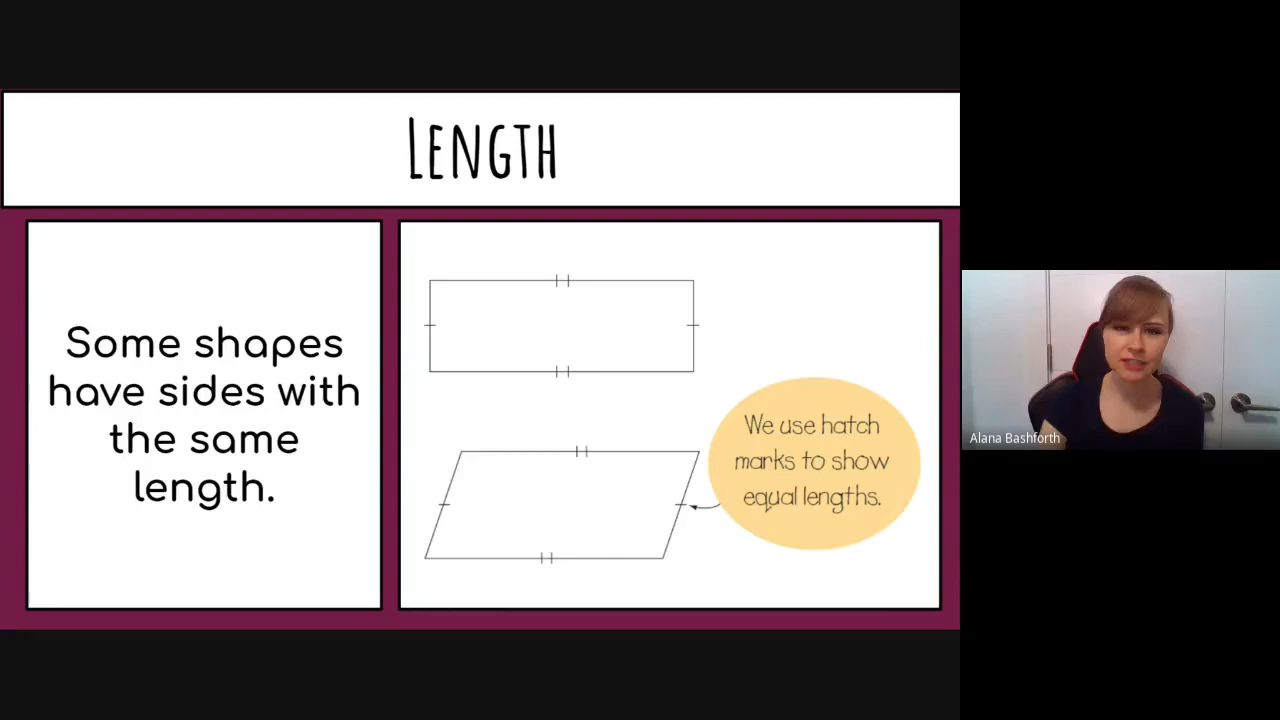 LENGTH
Some shapes
have sides with
the same
length.
We use hatch
marks to show
equal lengths.
Alana Bashforth